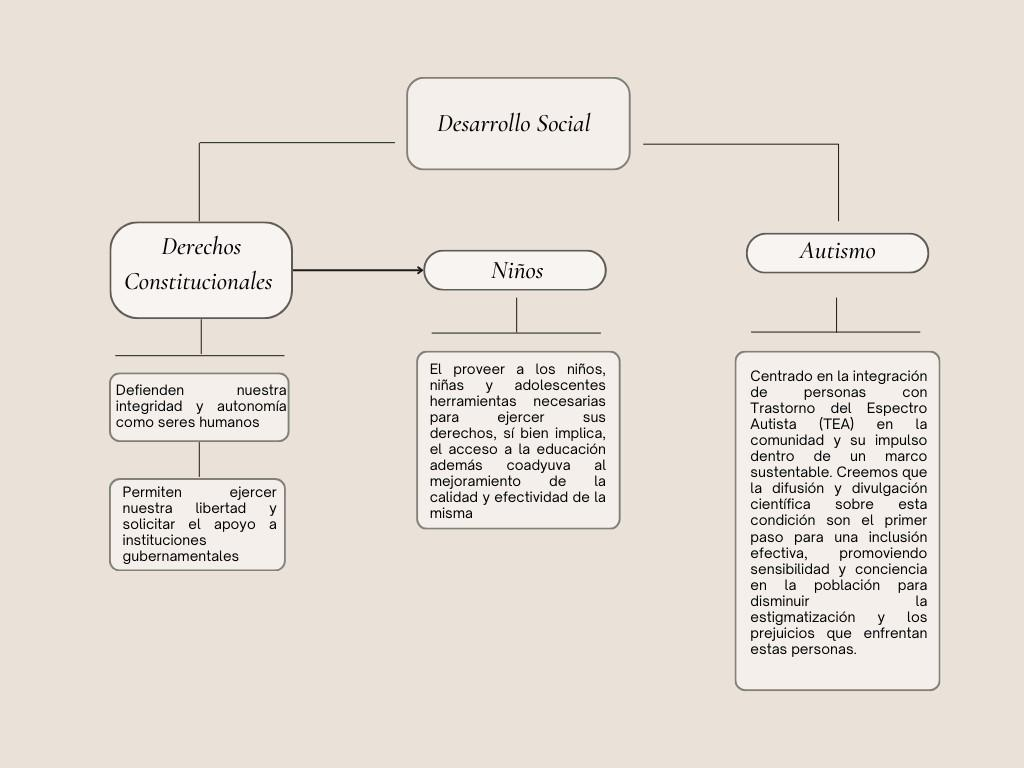 Desarrollo Social
Derechos
Constitucionales
Defienden nuestra
integridad y autonomía
como seres humanos
Permiten ejercer
nuestra libertad y
solicitar el apoyo a
instituciones
gubernamentales
Niños
El proveer a los niños,
niñas y adolescentes
herramientas necesarias
para ejercer sus
derechos, sí bien implica,
el acceso a la educación
además coadyuva al
mejoramiento de la
calidad y efectividad de la
misma
Autismo
Centrado en la integración
de personas con
Trastorno del Espectro
Autista (TEA) en la
comunidad y su impulso
dentro de un marco
sustentable. Creemos que
la difusión y divulgación
científica sobre esta
condición son el primer
paso para una inclusión
efectiva, promoviendo
sensibilidad y conciencia
en la población para
disminuir la
estigmatización y los
prejuicios que enfrentan
estas personas.